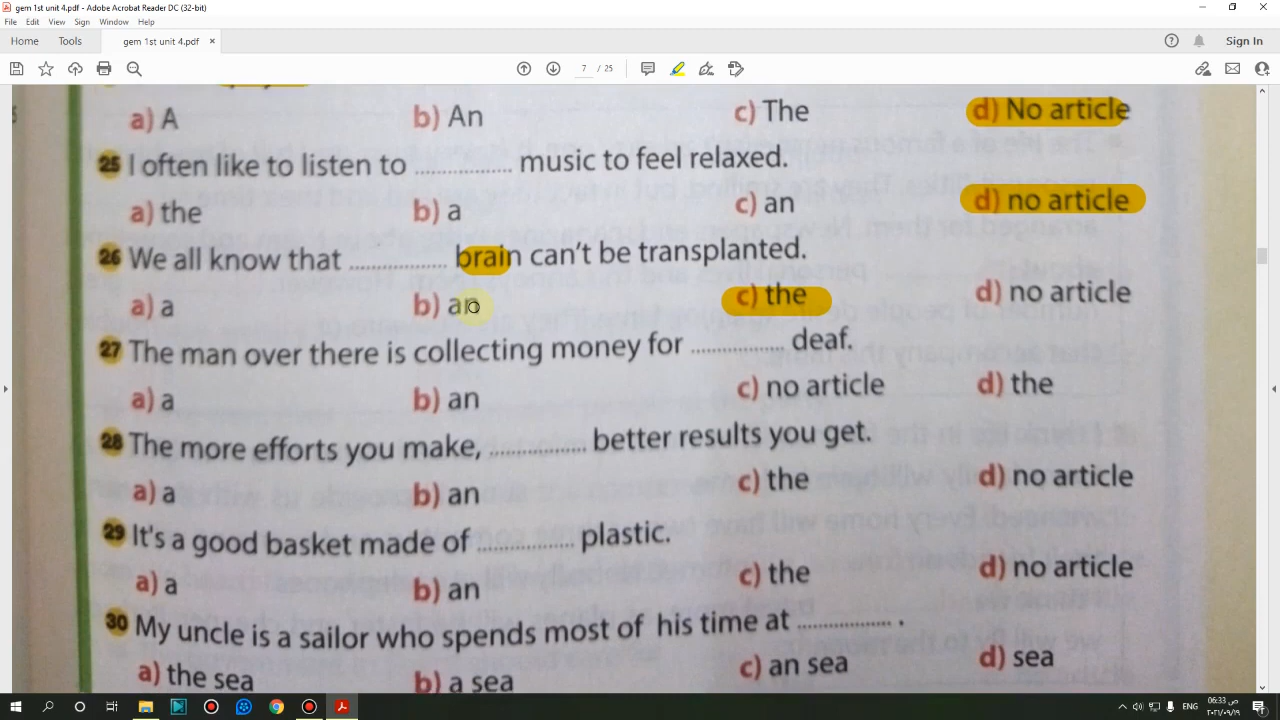 gem 1st unit 4.pdf - Adobe Acrobat Reader DC (32-bit)
File Edit View Sign Window Help
Home Tools gem 1st unit 4.pdf × Sign In
7 / 25
a) A b) An c) The d) No article
25 I often like to listen to .............. music to feel relaxed.
a) the b) a c) an d) no article
26 We all know that .............. brain can't be transplanted.
a) a b) an c) the d) no article
27 The man over there is collecting money for .............. deaf.
a) a b) an c) no article d) the
28 The more efforts you make, .............. better results you get.
a) a b) an c) the d) no article
29 It's a good basket made of .............. plastic.
a) a b) an c) the d) no article
30 My uncle is a sailor who spends most of his time at .............. .
a) the sea b) a sea c) an sea d) sea
ENG 06:33 ص
٢٠٢١/٠٩/٠٩